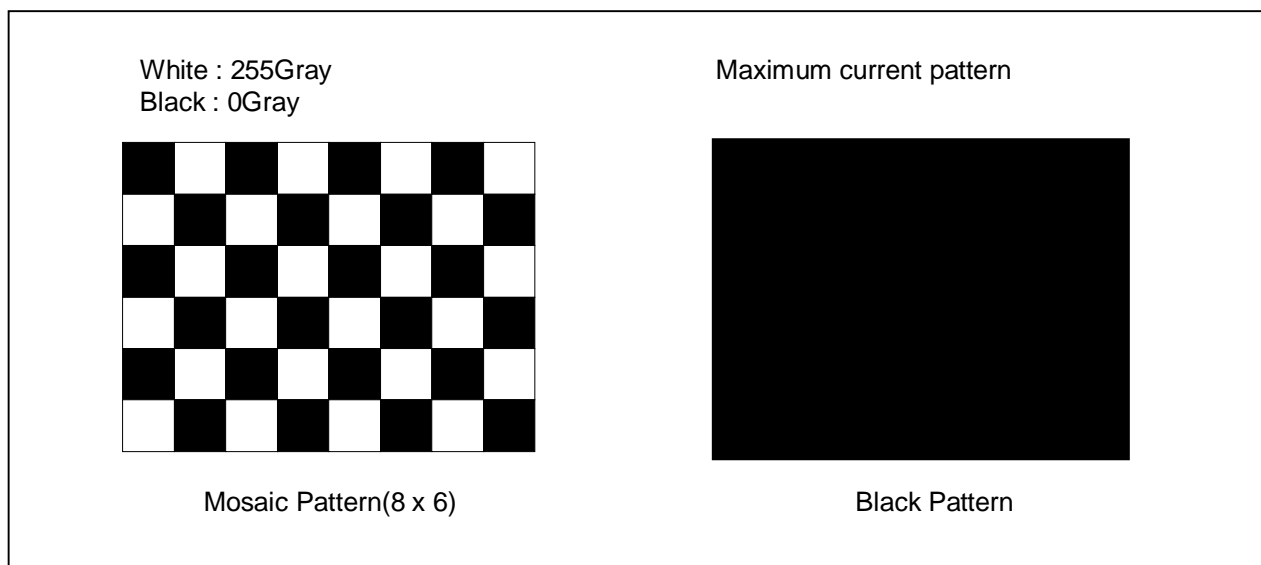 White : 255Gray
Black : 0Gray
Maximum current pattern
Mosaic Pattern(8 x 6)
Black Pattern